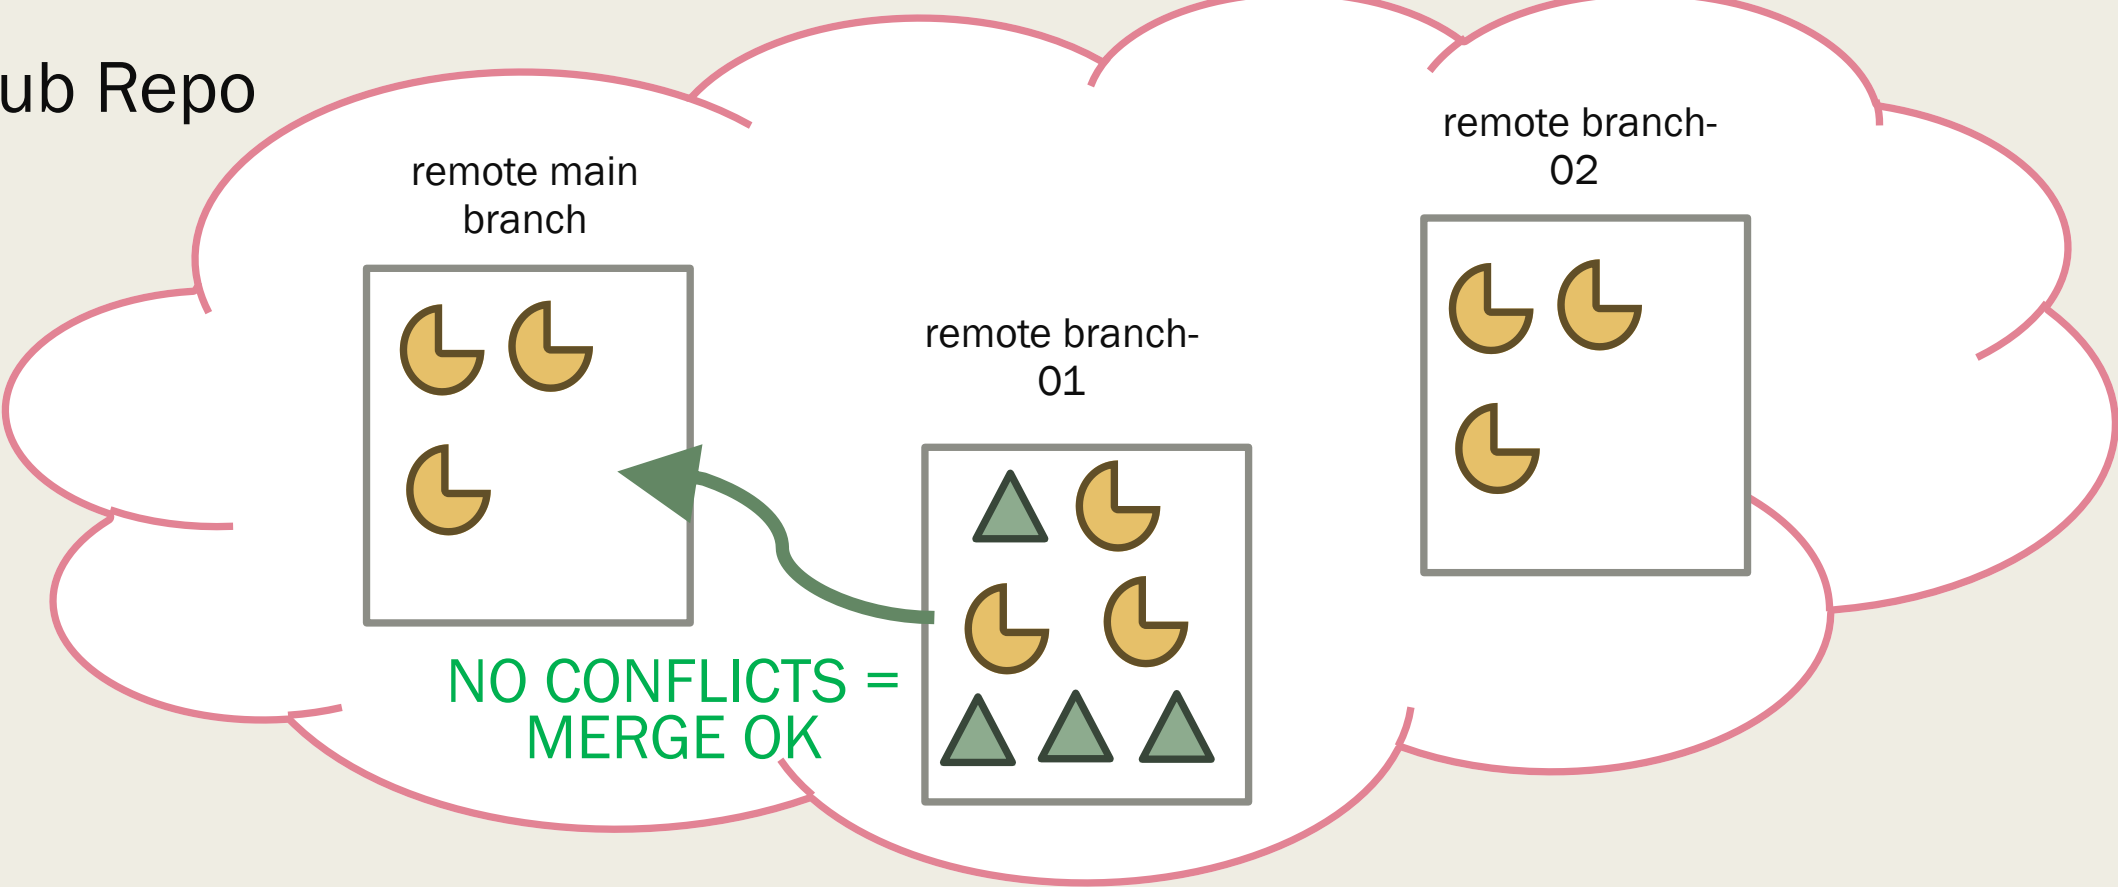 ub Repo
remote main
branch
remote branch-
01
remote branch-
02
NO CONFLICTS =
MERGE OK